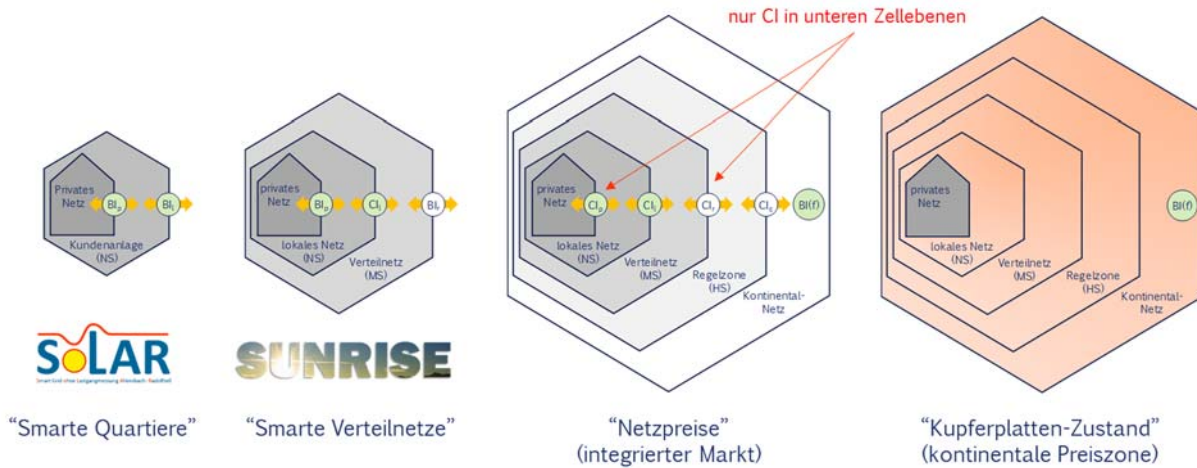 nur CI in unteren Zellebenen
Privates
Netz
BIₚ
BIₗ
Kundenanlage
(NS)
privates
Netz
BIₚ
CIₗ
BIᵣ
lokales Netz
(NS)
Verteilnetz
(MS)
privates
Netz
CIₚ
CIₗ
CIᵣ
BI(f)
lokales Netz
(NS)
Verteilnetz
(MS)
Regelzone
(HS)
Kontinental-
Netz
privates
Netz
BI(f)
lokales Netz
(NS)
Verteilnetz
(MS)
Regelzone
(HS)
Kontinental-
Netz
SoLAR
SUNRISE
“Smarte Quartiere”
“Smarte Verteilnetze”
“Netzpreise”
(integrierter Markt)
“Kupferplatten-Zustand”
(kontinentale Preiszone)